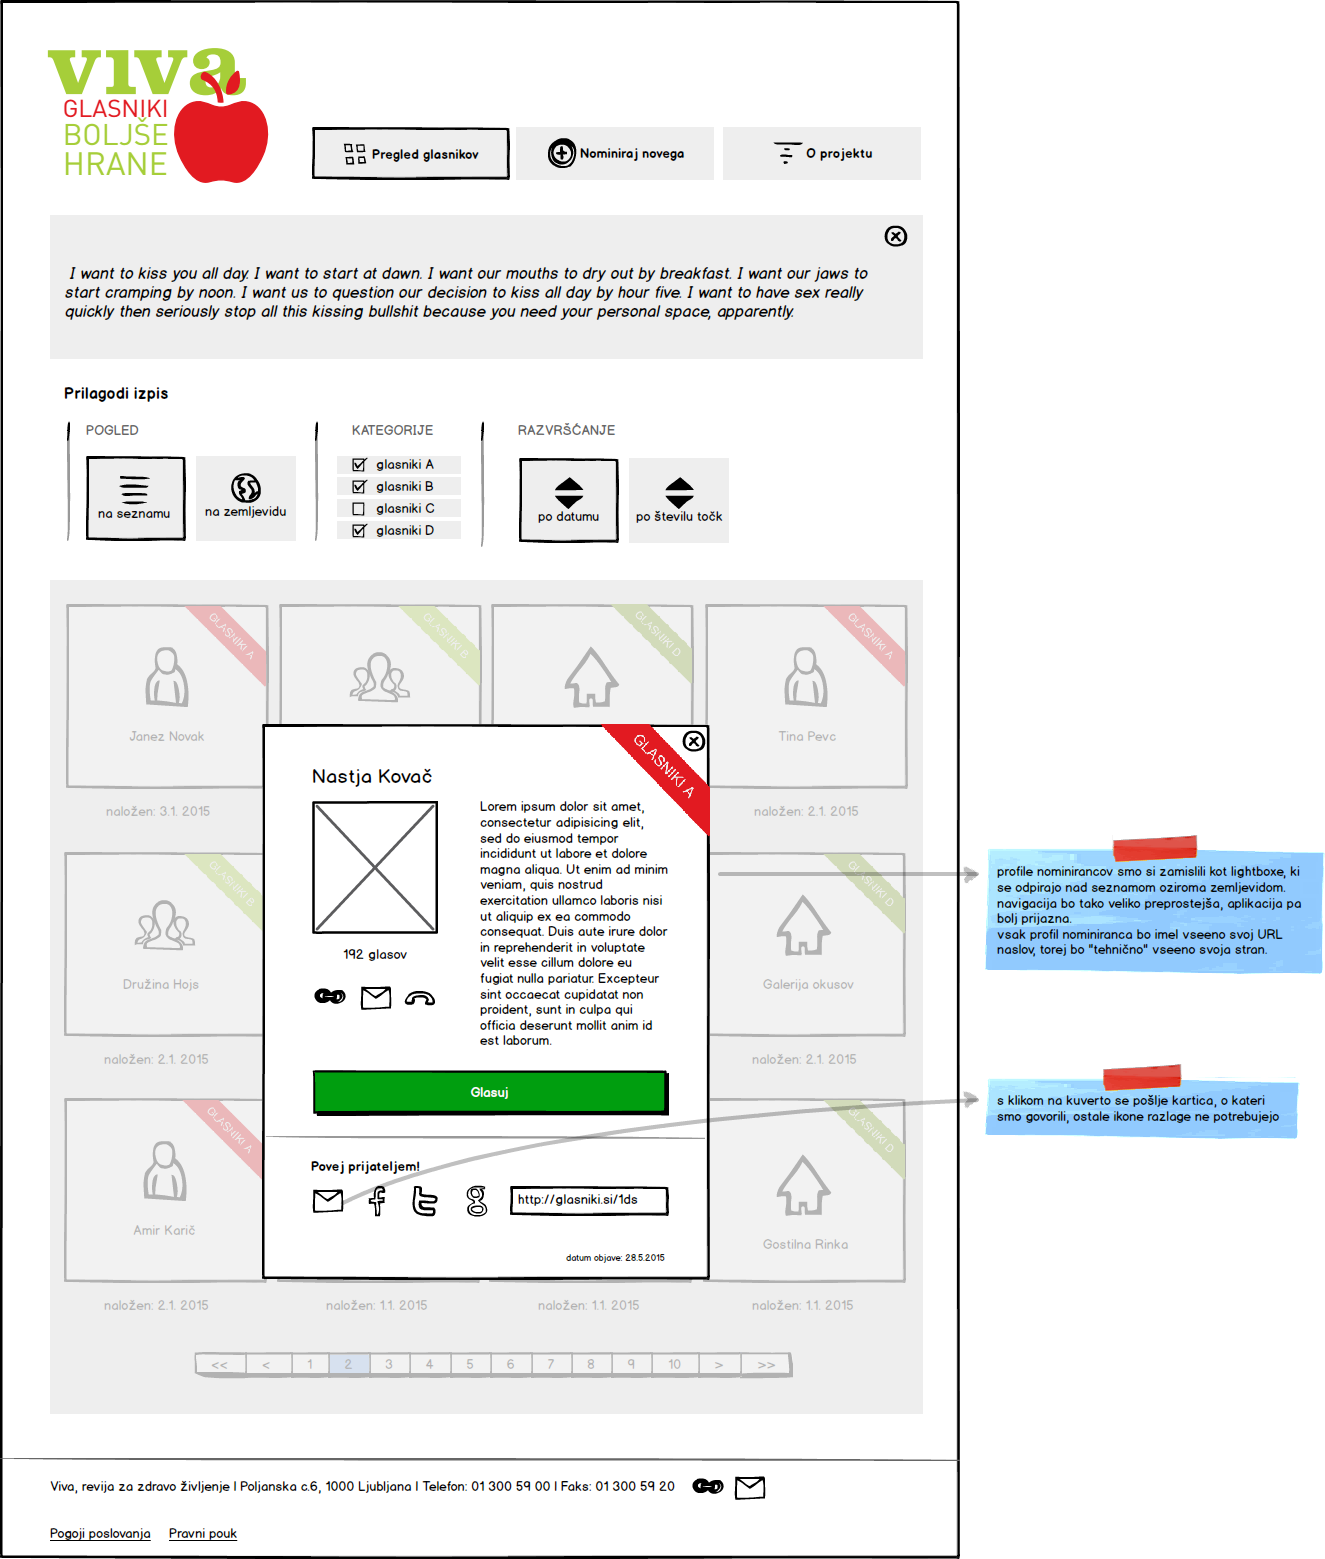 viva
GLASNIKI
BOLJŠE
HRANE
Pregled glasnikov
Nominiraj novega
O projektu
I want to kiss you all day. I want to start at dawn. I want our mouths to dry out by breakfast. I want our jaws to
start cramping by noon. I want us to question our decision to kiss all day by hour five. I want to have sex really
quickly then seriously stop all this kissing bullshit because you need your personal space, apparently.
Prilagodi izpis
POGLED
na seznamu
na zemljevidu
KATEGORIJE
glasniki A
glasniki B
glasniki C
glasniki D
RAZVRŠČANJE
po datumu
po številu točk
GLASNIKI A
Janez Novak
naložen: 3.1. 2015
GLASNIKI B
GLASNIKI D
GLASNIKI A
Tina Pevc
naložen: 2.1. 2015
GLASNIKI B
Družina Hojs
naložen: 2.1. 2015
GLASNIKI D
Galerija okusov
naložen: 2.1. 2015
GLASNIKI A
Amir Karič
naložen: 2.1. 2015
naložen: 1.1. 2015
naložen: 1.1. 2015
GLASNIKI D
Gostilna Rinka
naložen: 1.1. 2015
GLASNIKI A
Nastja Kovač
192 glasov
Lorem ipsum dolor sit amet,
consectetur adipisicing elit,
sed do eiusmod tempor
incididunt ut labore et dolore
magna aliqua. Ut enim ad minim
veniam, quis nostrud
exercitation ullamco laboris nisi
ut aliquip ex ea commodo
consequat. Duis aute irure dolor
in reprehenderit in voluptate
velit esse cillum dolore eu
fugiat nulla pariatur. Excepteur
sint occaecat cupidatat non
proident, sunt in culpa qui
officia deserunt mollit anim id
est laborum.
Glasuj
Povej prijateljem!
http://glasniki.si/1ds
datum objave: 28.5.2015
<< < 1 2 3 4 5 6 7 8 9 10 > >>
profile nominirancov smo si zamislili kot lightboxe, ki
se odpirajo nad seznamom oziroma zemljevidom.
navigacija bo tako veliko preprostejša, aplikacija pa
bolj prijazna.
vsak profil nominiranca bo imel vseeno svoj URL
naslov, torej bo "tehnično" vseeno svoja stran.
s klikom na kuverto se pošlje kartica, o kateri
smo govorili, ostale ikone razlage ne potrebujejo
Viva, revija za zdravo življenje | Poljanska c.6, 1000 Ljubljana | Telefon: 01 300 59 00 | Faks: 01 300 59 20
Pogoji poslovanja
Pravni pouk